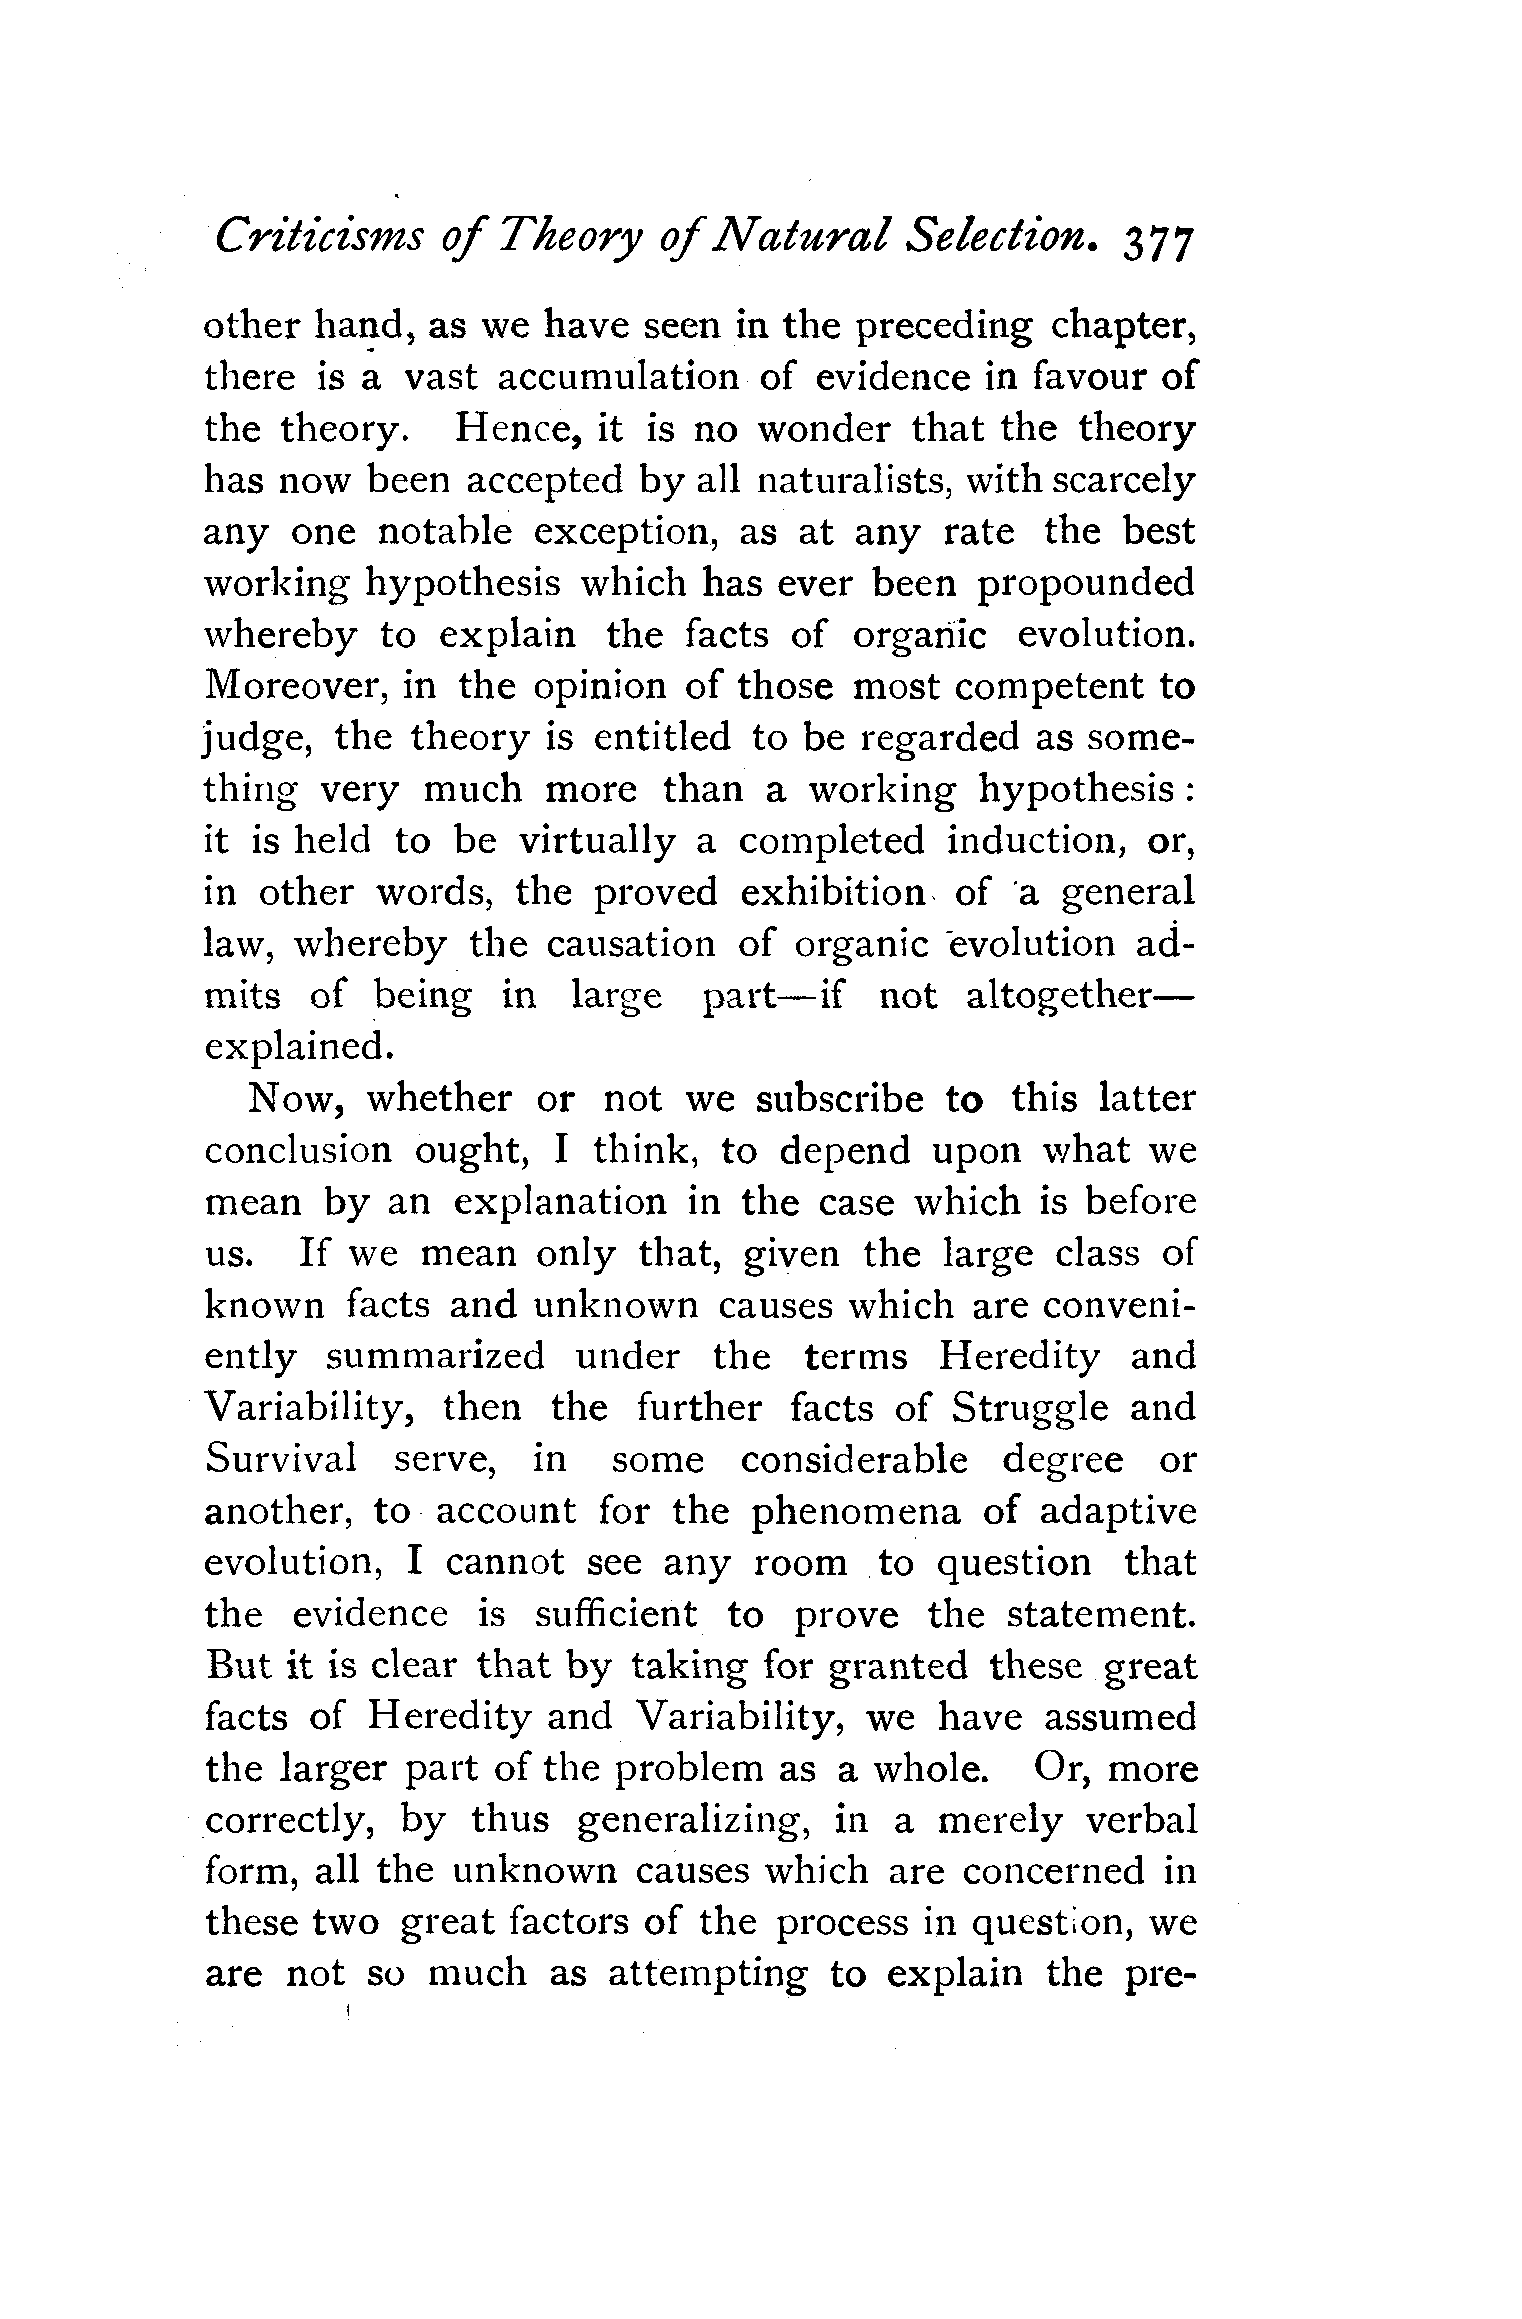 Criticisms of Theory of Natural Selection. 377
other hand, as we have seen in the preceding chapter,
there is a vast accumulation of evidence in favour of
the theory. Hence, it is no wonder that the theory
has now been accepted by all naturalists, with scarcely
any one notable exception, as at any rate the best
working hypothesis which has ever been propounded
whereby to explain the facts of organic evolution.
Moreover, in the opinion of those most competent to
judge, the theory is entitled to be regarded as some-
thing very much more than a working hypothesis :
it is held to be virtually a completed induction, or,
in other words, the proved exhibition of a general
law, whereby the causation of organic evolution ad-
mits of being in large part—if not altogether—
explained.
Now, whether or not we subscribe to this latter
conclusion ought, I think, to depend upon what we
mean by an explanation in the case which is before
us. If we mean only that, given the large class of
known facts and unknown causes which are conveni-
ently summarized under the terms Heredity and
Variability, then the further facts of Struggle and
Survival serve, in some considerable degree or
another, to account for the phenomena of adaptive
evolution, I cannot see any room to question that
the evidence is sufficient to prove the statement.
But it is clear that by taking for granted these great
facts of Heredity and Variability, we have assumed
the larger part of the problem as a whole. Or, more
correctly, by thus generalizing, in a merely verbal
form, all the unknown causes which are concerned in
these two great factors of the process in question, we
are not so much as attempting to explain the pre-